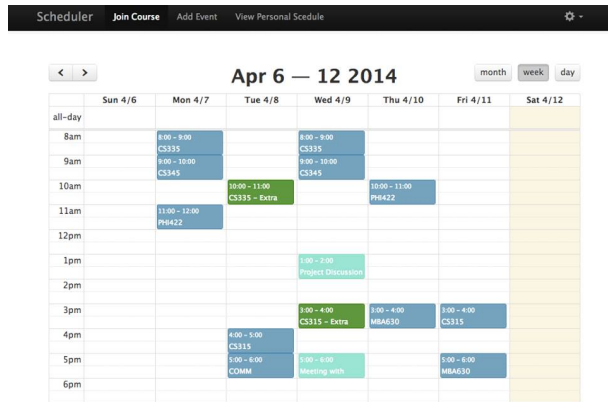 Scheduler Join Course Add Event View Personal Scedule
Apr 6 — 12 2014
month week day
Sun 4/6 Mon 4/7 Tue 4/8 Wed 4/9 Thu 4/10 Fri 4/11 Sat 4/12
all-day
8am
8:00 - 9:00
CS335
8:00 - 9:00
CS335
9am
9:00 - 10:00
CS345
9:00 - 10:00
CS345
10am
10:00 - 11:00
CS335 - Extra
10:00 - 11:00
PHI422
11am
11:00 - 12:00
PHI422
12pm
1pm
1:00 - 2:00
Project Discussion
2pm
3pm
3:00 - 4:00
CS315 - Extra
3:00 - 4:00
MBA630
3:00 - 4:00
CS315
4pm
4:00 - 5:00
CS315
5pm
5:00 - 6:00
COMM
5:00 - 6:00
Meeting with
5:00 - 6:00
MBA630
6pm